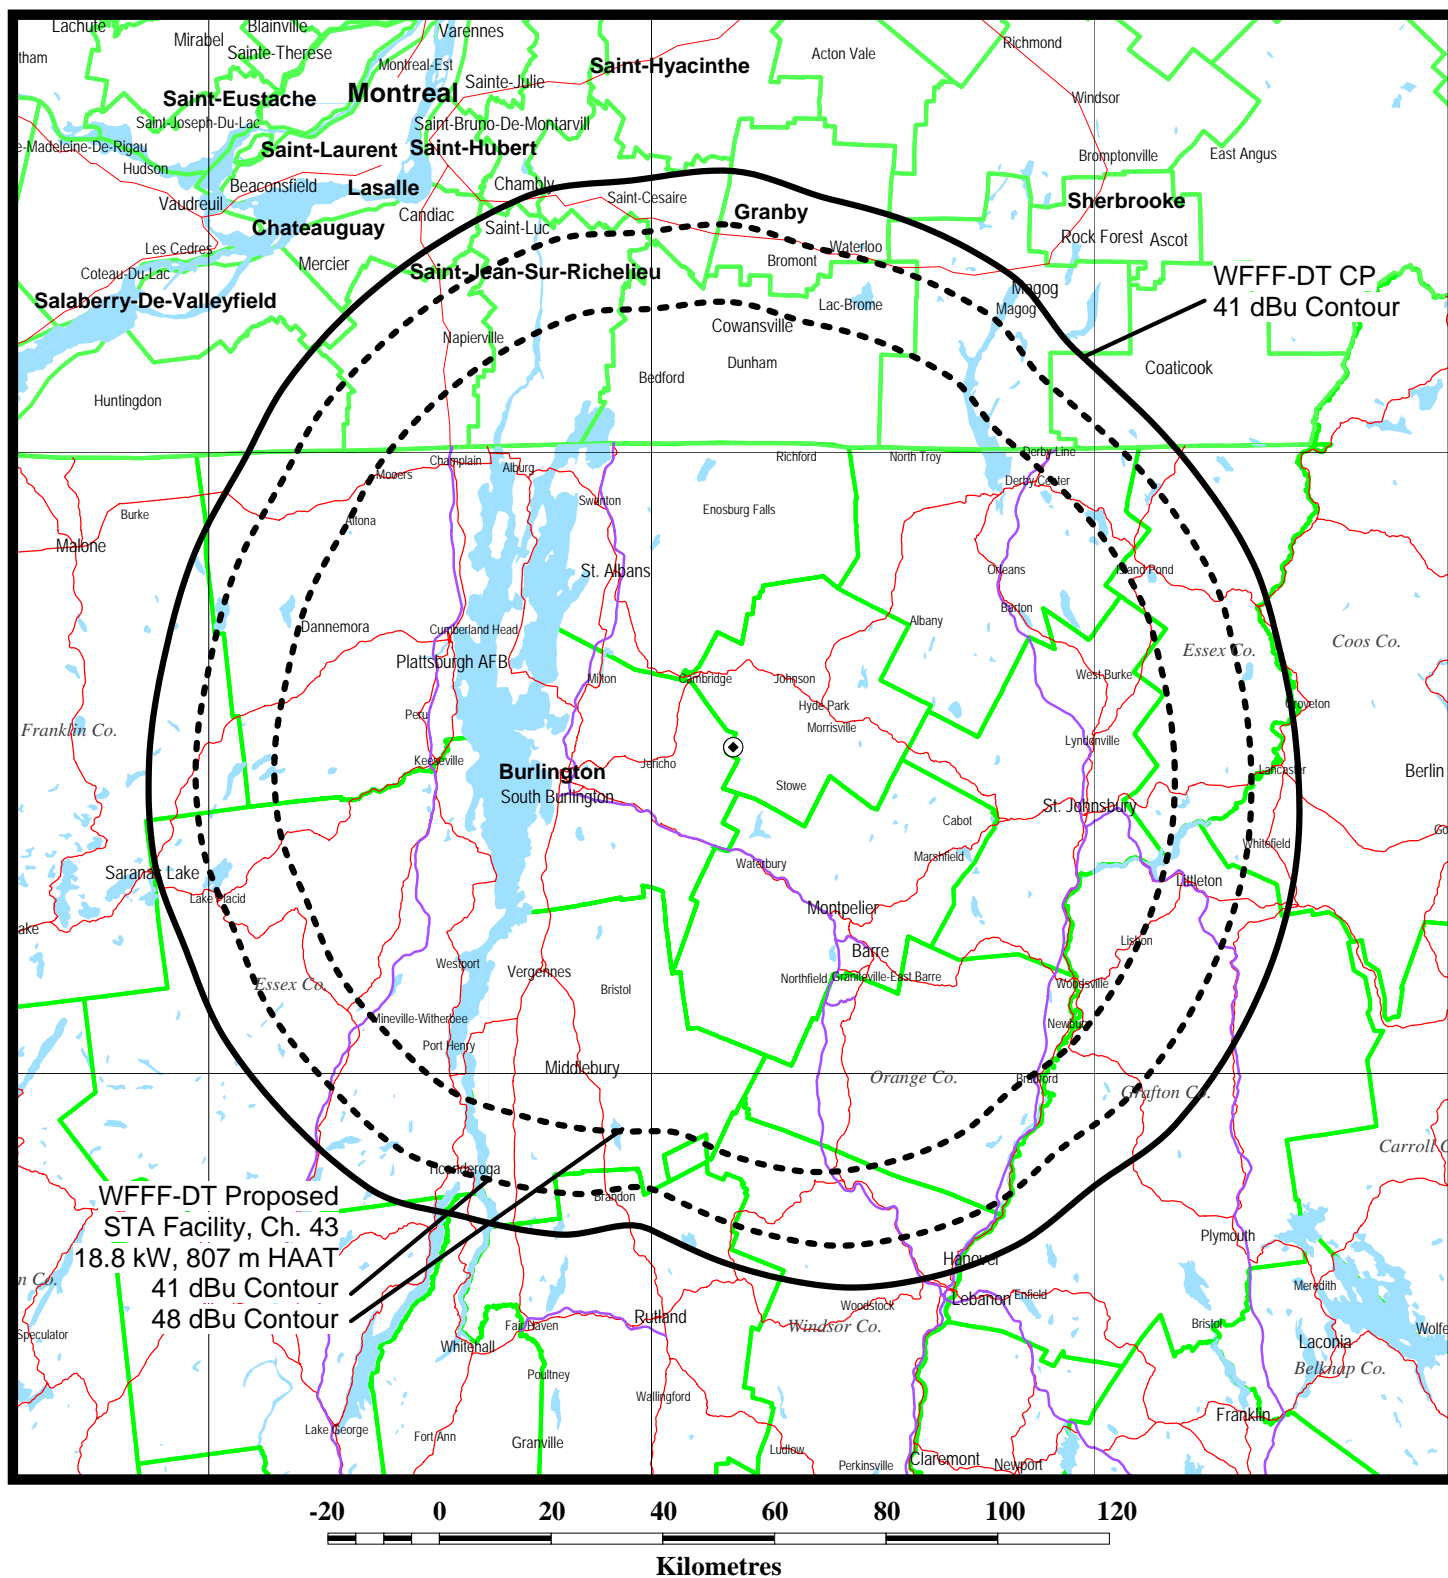 Lachute
Blainville
Mirabel
Sainte-Therese
Varennes
Richmond
tham
Montreal-Est
Saint-Hyacinthe
Acton Vale
Sainte-Julie
Saint-Eustache
Montreal
Windsor
Saint-Joseph-Du-Lac
Saint-Bruno-De-Montarvill
e-Madeleine-De-Rigau
Saint-Laurent
Saint-Hubert
Hudson
Bromptonville
East Angus
Beaconsfield
Lasalle
Chambly
Saint-Cesaire
Sherbrooke
Vaudreuil
Candiac
Granby
Chateauguay
Saint-Luc
Rock Forest
Ascot
Les Cedres
Waterloo
Mercier
Bromont
Coteau-Du-Lac
Saint-Jean-Sur-Richelieu
WFFF-DT CP
41 dBu Contour
Magog
Salaberry-De-Valleyfield
Lac-Brome
Magog
Cowansville
Napierville
Dunham
Coaticook
Bedford
Huntingdon
Champlain
Alburg
Richford
North Troy
Derby Line
Mooers
Derby Center
Swanton
Burke
Altona
Enosburg Falls
Malone
St. Albans
Orleans
Island Pond
Barton
Dannemora
Cumberland Head
Albany
Essex Co.
Coos Co.
Plattsburgh AFB
Milton
Cambridge
Johnson
West Burke
Peru
Hyde Park
Groveton
Franklin Co.
Morrisville
Lyndonville
Keeseville
Jericho
Burlington
South Burlington
Stowe
Lancaster
Berlin
St. Johnsbury
Cabot
Go
Whitefield
Marshfield
Waterbury
Saranac Lake
Lake Placid
Littleton
Montpelier
ake
Barre
Lisbon
Westport
Vergennes
Northfield
Graniteville-East Barre
Essex Co.
Bristol
Woodsville
Mineville-Witherbee
Newbury
Port Henry
Middlebury
Orange Co.
Bradford
Grafton Co.
Carroll C
Ticonderoga
Brandon
WFFF-DT Proposed
STA Facility, Ch. 43
18.8 kW, 807 m HAAT
41 dBu Contour
48 dBu Contour
Plymouth
Hanover
n Co.
Meredith
Lebanon
Enfield
Woodstock
Speculator
Fair Haven
Rutland
Windsor Co.
Bristol
Wolfe
Whitehall
Laconia
Belknap Co.
Poultney
Wallingford
Franklin
Lake George
Fort Ann
Granville
Ludlow
Perkinsville
Claremont
Newport
-20 0 20 40 60 80 100 120
Kilometres